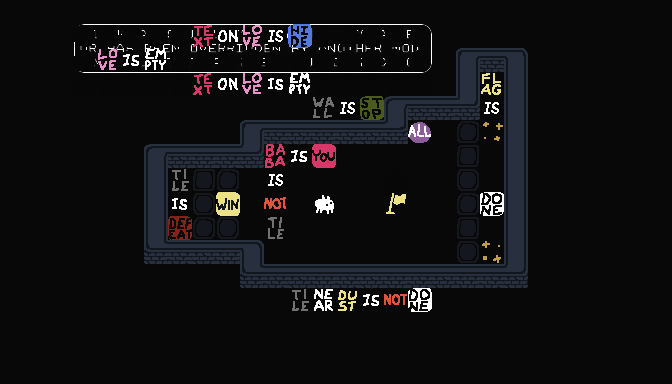 TEXT ON LOVE IS HIDE
LOVE IS EMPTY
TEXT ON LOVE IS EMPTY
FLAG
WALL IS STOP
IS
ALL
BABA IS YOU
TILE
IS
IS
WIN
NOT
DONE
DEFEAT
TILE
TILE NEAR DUST IS NOT DONE